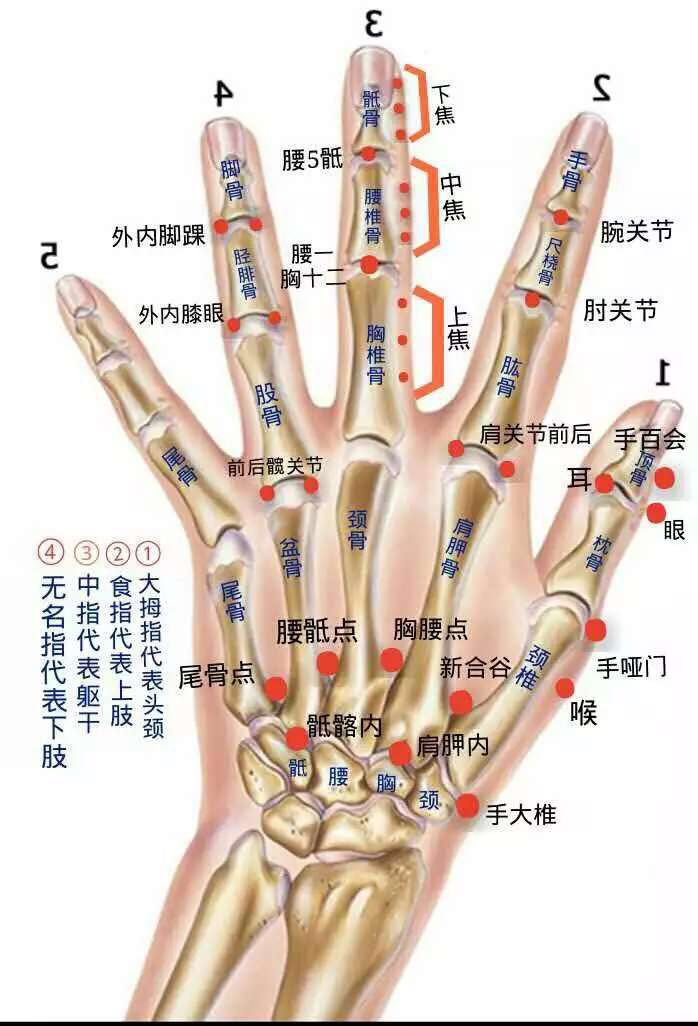 3
2
4
5
1
骶骨
下焦
腰5骶
腰椎骨
中焦
腰一
胸十二
胸椎骨
上焦
颈骨
脚骨
外内脚踝
胫腓骨
外内膝眼
股骨
前后髋关节
盆骨
尾骨
尾骨
手骨
腕关节
尺桡骨
肘关节
肱骨
肩关节前后
肩胛骨
手百会
顶骨
耳
眼
枕骨
颈椎
手哑门
喉
腰骶点
胸腰点
新合谷
尾骨点
骶髂内
肩胛内
骶
腰
胸
颈
手大椎
①大拇指代表头颈
②食指代表上肢
③中指代表躯干
④无名指代表下肢